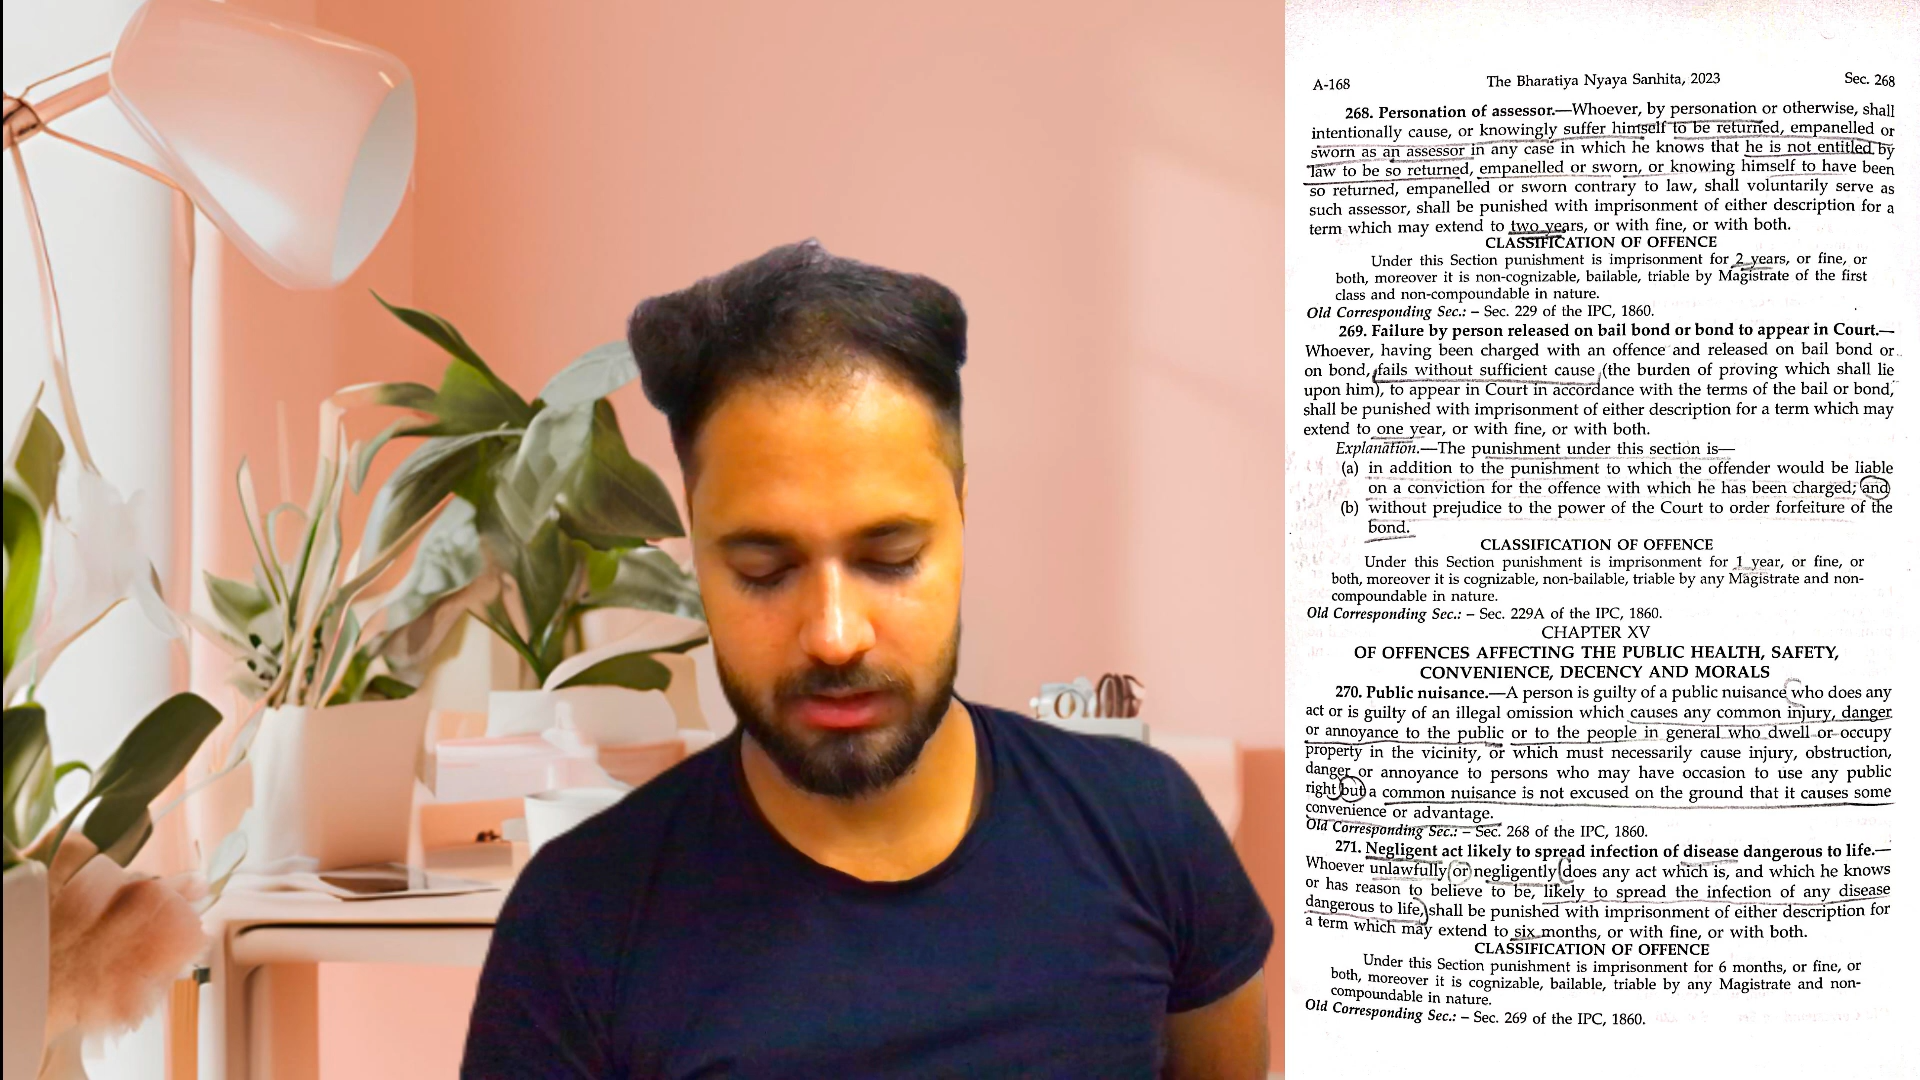 A-168 The Bharatiya Nyaya Sanhita, 2023 Sec. 268
268. Personation of assessor.—Whoever, by personation or otherwise, shall
intentionally cause, or knowingly suffer himself to be returned, empanelled or
sworn as an assessor in any case in which he knows that he is not entitled by
law to be so returned, empanelled or sworn, or knowing himself to have been
so returned, empanelled or sworn contrary to law, shall voluntarily serve as
such assessor, shall be punished with imprisonment of either description for a
term which may extend to two years, or with fine, or with both.
CLASSIFICATION OF OFFENCE
Under this Section punishment is imprisonment for 2 years, or fine, or
both, moreover it is non-cognizable, bailable, triable by Magistrate of the first
class and non-compoundable in nature.
Old Corresponding Sec.: – Sec. 229 of the IPC, 1860.
269. Failure by person released on bail bond or bond to appear in Court.—
Whoever, having been charged with an offence and released on bail bond or
on bond, fails without sufficient cause (the burden of proving which shall lie
upon him), to appear in Court in accordance with the terms of the bail or bond,
shall be punished with imprisonment of either description for a term which may
extend to one year, or with fine, or with both.
Explanation.—The punishment under this section is—
(a) in addition to the punishment to which the offender would be liable
on a conviction for the offence with which he has been charged; and
(b) without prejudice to the power of the Court to order forfeiture of the
bond.
CLASSIFICATION OF OFFENCE
Under this Section punishment is imprisonment for 1 year, or fine, or
both, moreover it is cognizable, non-bailable, triable by any Magistrate and non-
compoundable in nature.
Old Corresponding Sec.: – Sec. 229A of the IPC, 1860.
CHAPTER XV
OF OFFENCES AFFECTING THE PUBLIC HEALTH, SAFETY,
CONVENIENCE, DECENCY AND MORALS
270. Public nuisance.—A person is guilty of a public nuisance who does any
act or is guilty of an illegal omission which causes any common injury, danger
or annoyance to the public or to the people in general who dwell or occupy
property in the vicinity, or which must necessarily cause injury, obstruction,
danger or annoyance to persons who may have occasion to use any public
right but a common nuisance is not excused on the ground that it causes some
convenience or advantage.
Old Corresponding Sec.: – Sec. 268 of the IPC, 1860.
271. Negligent act likely to spread infection of disease dangerous to life.—
Whoever unlawfully or negligently does any act which is, and which he knows
or has reason to believe to be, likely to spread the infection of any disease
dangerous to life, shall be punished with imprisonment of either description for
a term which may extend to six months, or with fine, or with both.
CLASSIFICATION OF OFFENCE
Under this Section punishment is imprisonment for 6 months, or fine, or
both, moreover it is cognizable, bailable, triable by any Magistrate and non-
compoundable in nature.
Old Corresponding Sec.: – Sec. 269 of the IPC, 1860.